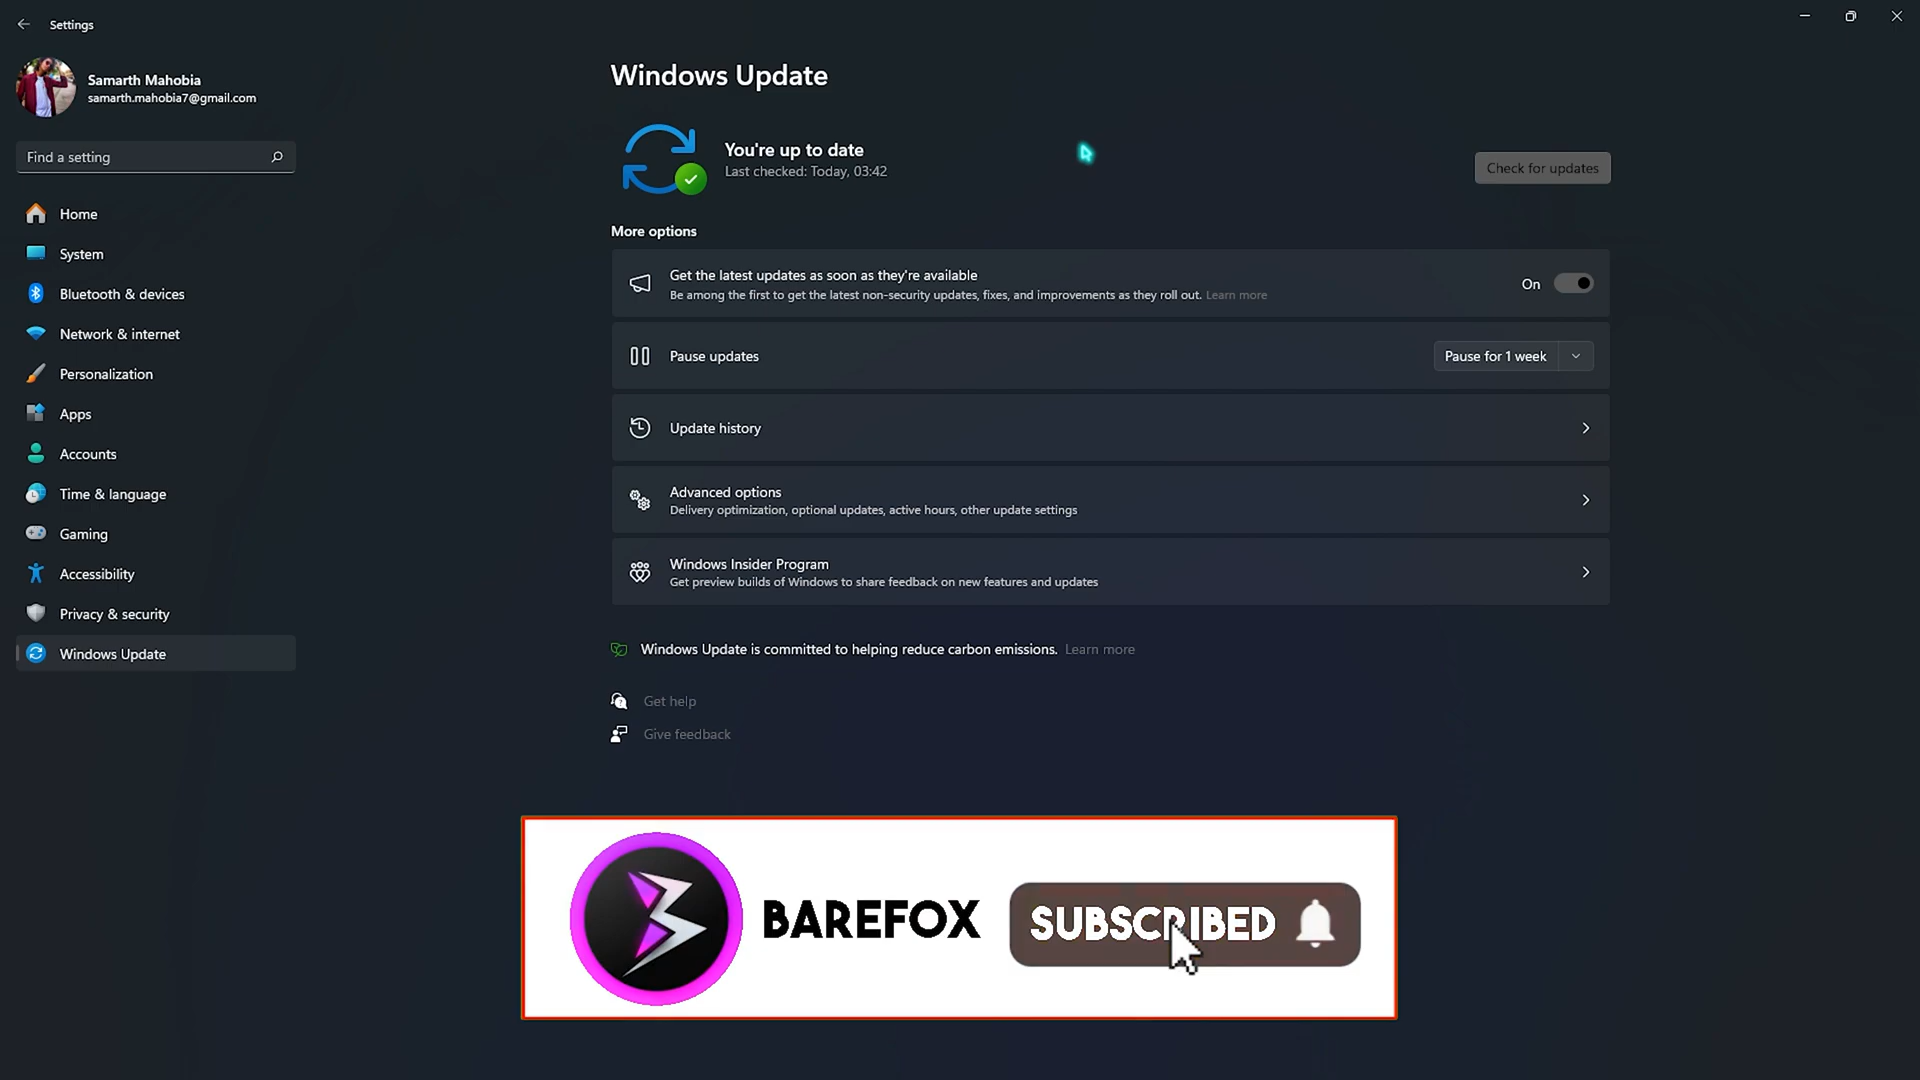 Settings
Samarth Mahobia
samarth.mahobia7@gmail.com
Find a setting
Home
System
Bluetooth & devices
Network & internet
Personalization
Apps
Accounts
Time & language
Gaming
Accessibility
Privacy & security
Windows Update
Windows Update
You're up to date
Last checked: Today, 03:42
Check for updates
More options
Get the latest updates as soon as they're available
Be among the first to get the latest non-security updates, fixes, and improvements as they roll out. Learn more
On
Pause updates
Pause for 1 week
Update history
Advanced options
Delivery optimization, optional updates, active hours, other update settings
Windows Insider Program
Get preview builds of Windows to share feedback on new features and updates
Windows Update is committed to helping reduce carbon emissions. Learn more
Get help
Give feedback
BAREFOX
SUBSCRIBED